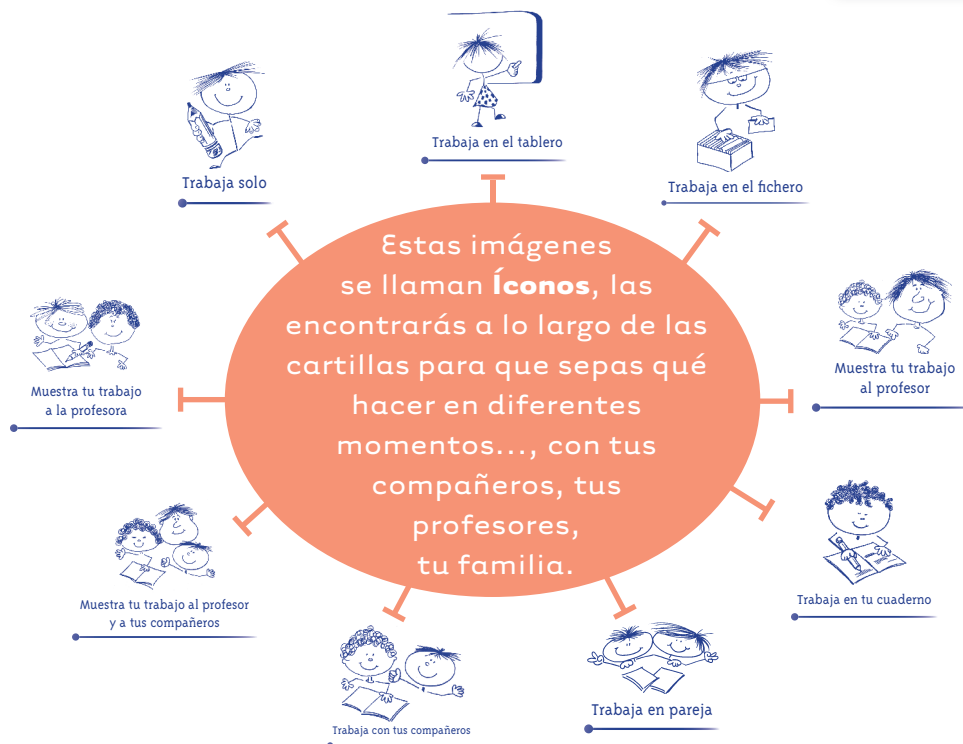 Trabaja en el tablero
Trabaja solo
Trabaja en el fichero
Estas imágenes
se llaman Íconos, las
encontrarás a lo largo de las
cartillas para que sepas qué
hacer en diferentes
momentos..., con tus
compañeros, tus
profesores,
tu familia.
Muestra tu trabajo
a la profesora
Muestra tu trabajo
al profesor
Muestra tu trabajo al profesor
y a tus compañeros
Trabaja en tu cuaderno
Trabaja con tus compañeros
Trabaja en pareja